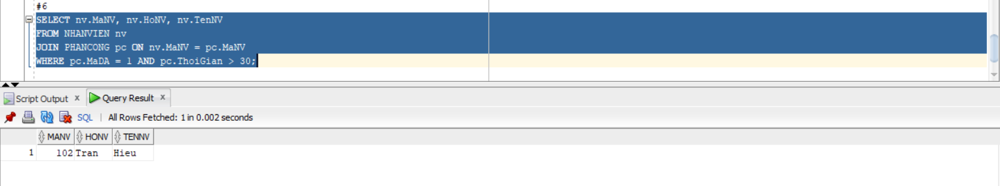 #6
SELECT nv.MaNV, nv.HoNV, nv.TenNV
FROM NHANVIEN nv
JOIN PHANCONG pc ON nv.MaNV = pc.MaNV
WHERE pc.MaDA = 1 AND pc.ThoiGian > 30;
Script Output x Query Result x
SQL | All Rows Fetched: 1 in 0.002 seconds
MANV HONV TENNV
1 102 Tran Hieu